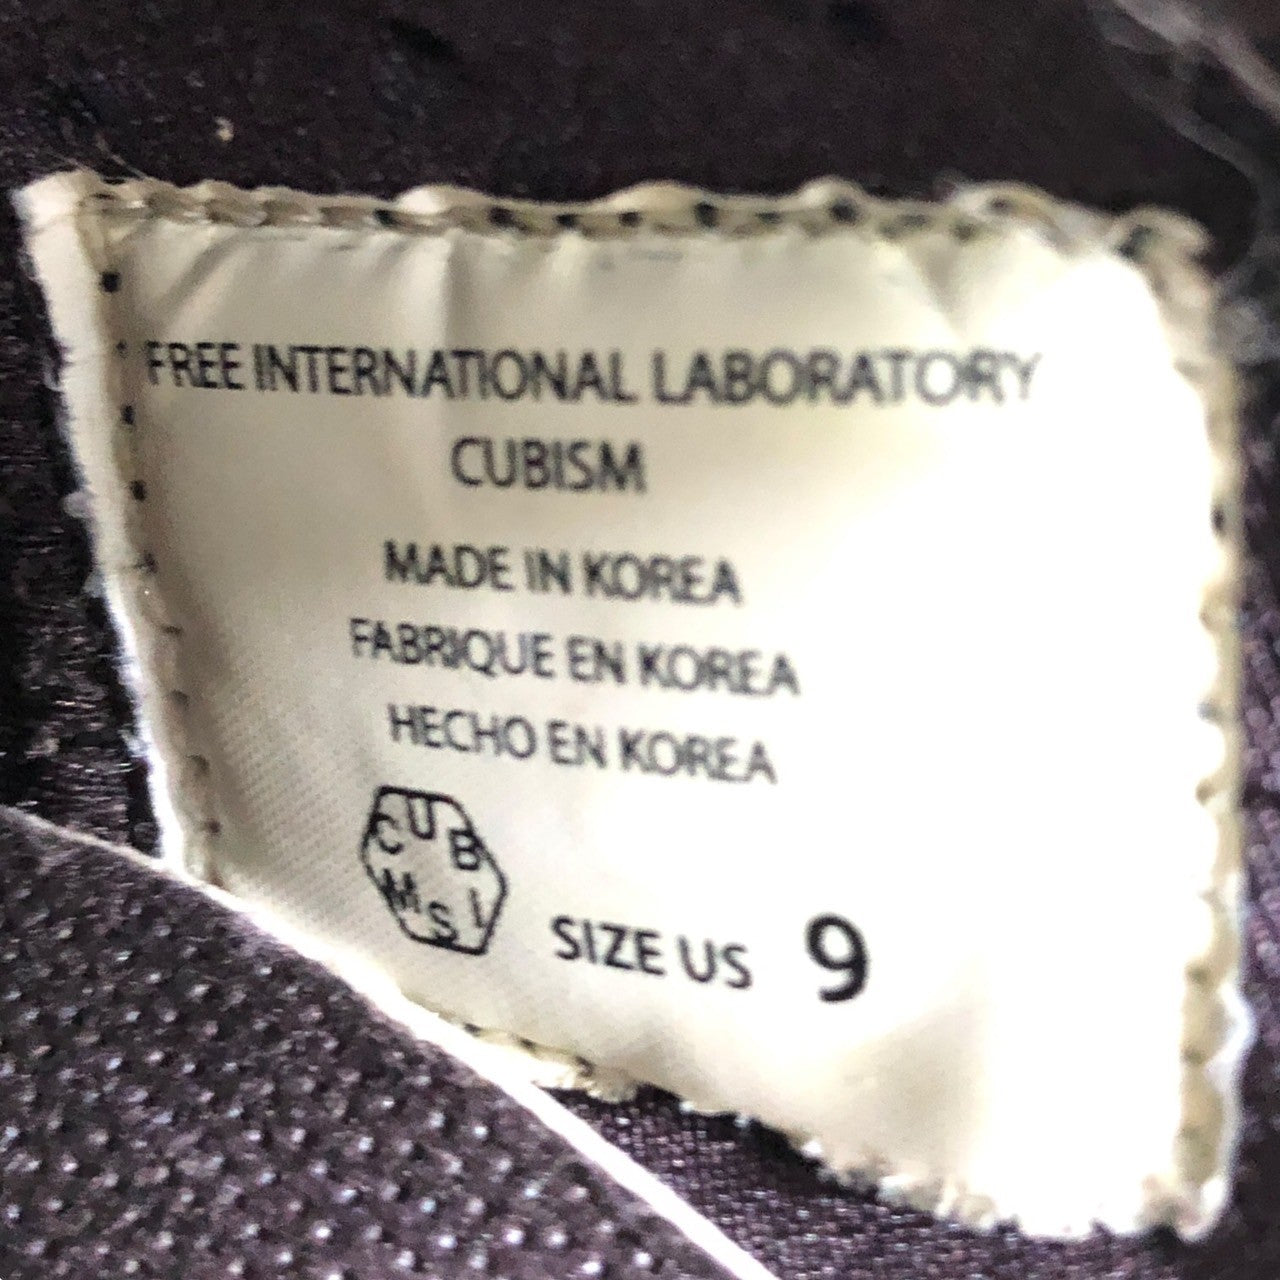 FREE INTERNATIONAL LABORATORY
CUBISM
MADE IN KOREA
FABRIQUE EN KOREA
HECHO EN KOREA
CUBISM
SIZE US 9